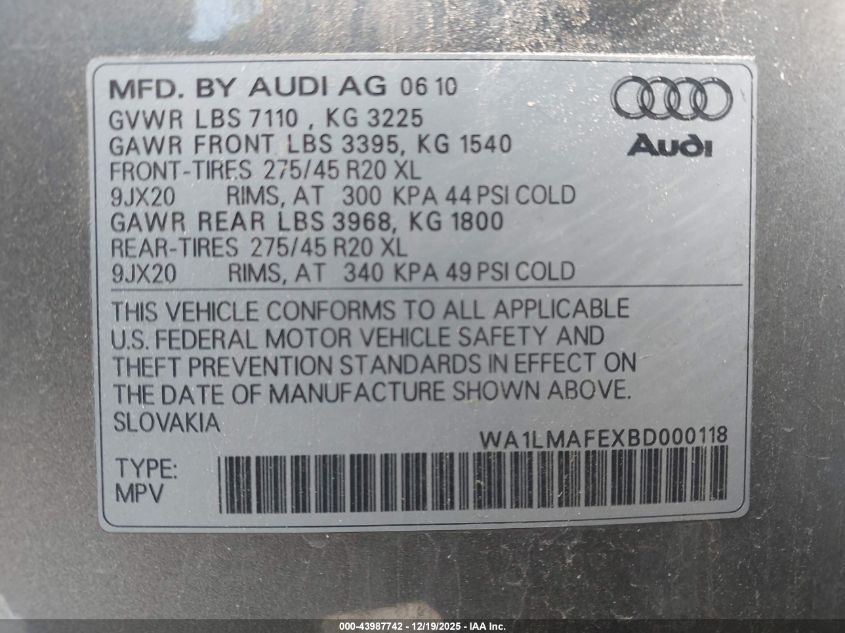 MFD. BY AUDI AG 06 10
GVWR LBS 7110 , KG 3225
GAWR FRONT LBS 3395, KG 1540
FRONT-TIRES 275/45 R20 XL
9JX20 RIMS, AT 300 KPA 44 PSI COLD
GAWR REAR LBS 3968, KG 1800
REAR-TIRES 275/45 R20 XL
9JX20 RIMS, AT 340 KPA 49 PSI COLD
Audi
THIS VEHICLE CONFORMS TO ALL APPLICABLE
U.S. FEDERAL MOTOR VEHICLE SAFETY AND
THEFT PREVENTION STANDARDS IN EFFECT ON
THE DATE OF MANUFACTURE SHOWN ABOVE.
SLOVAKIA
WA1LMAFEXBD000118
TYPE:
MPV
000-43987742 - 12/19/2025 - IAA Inc.